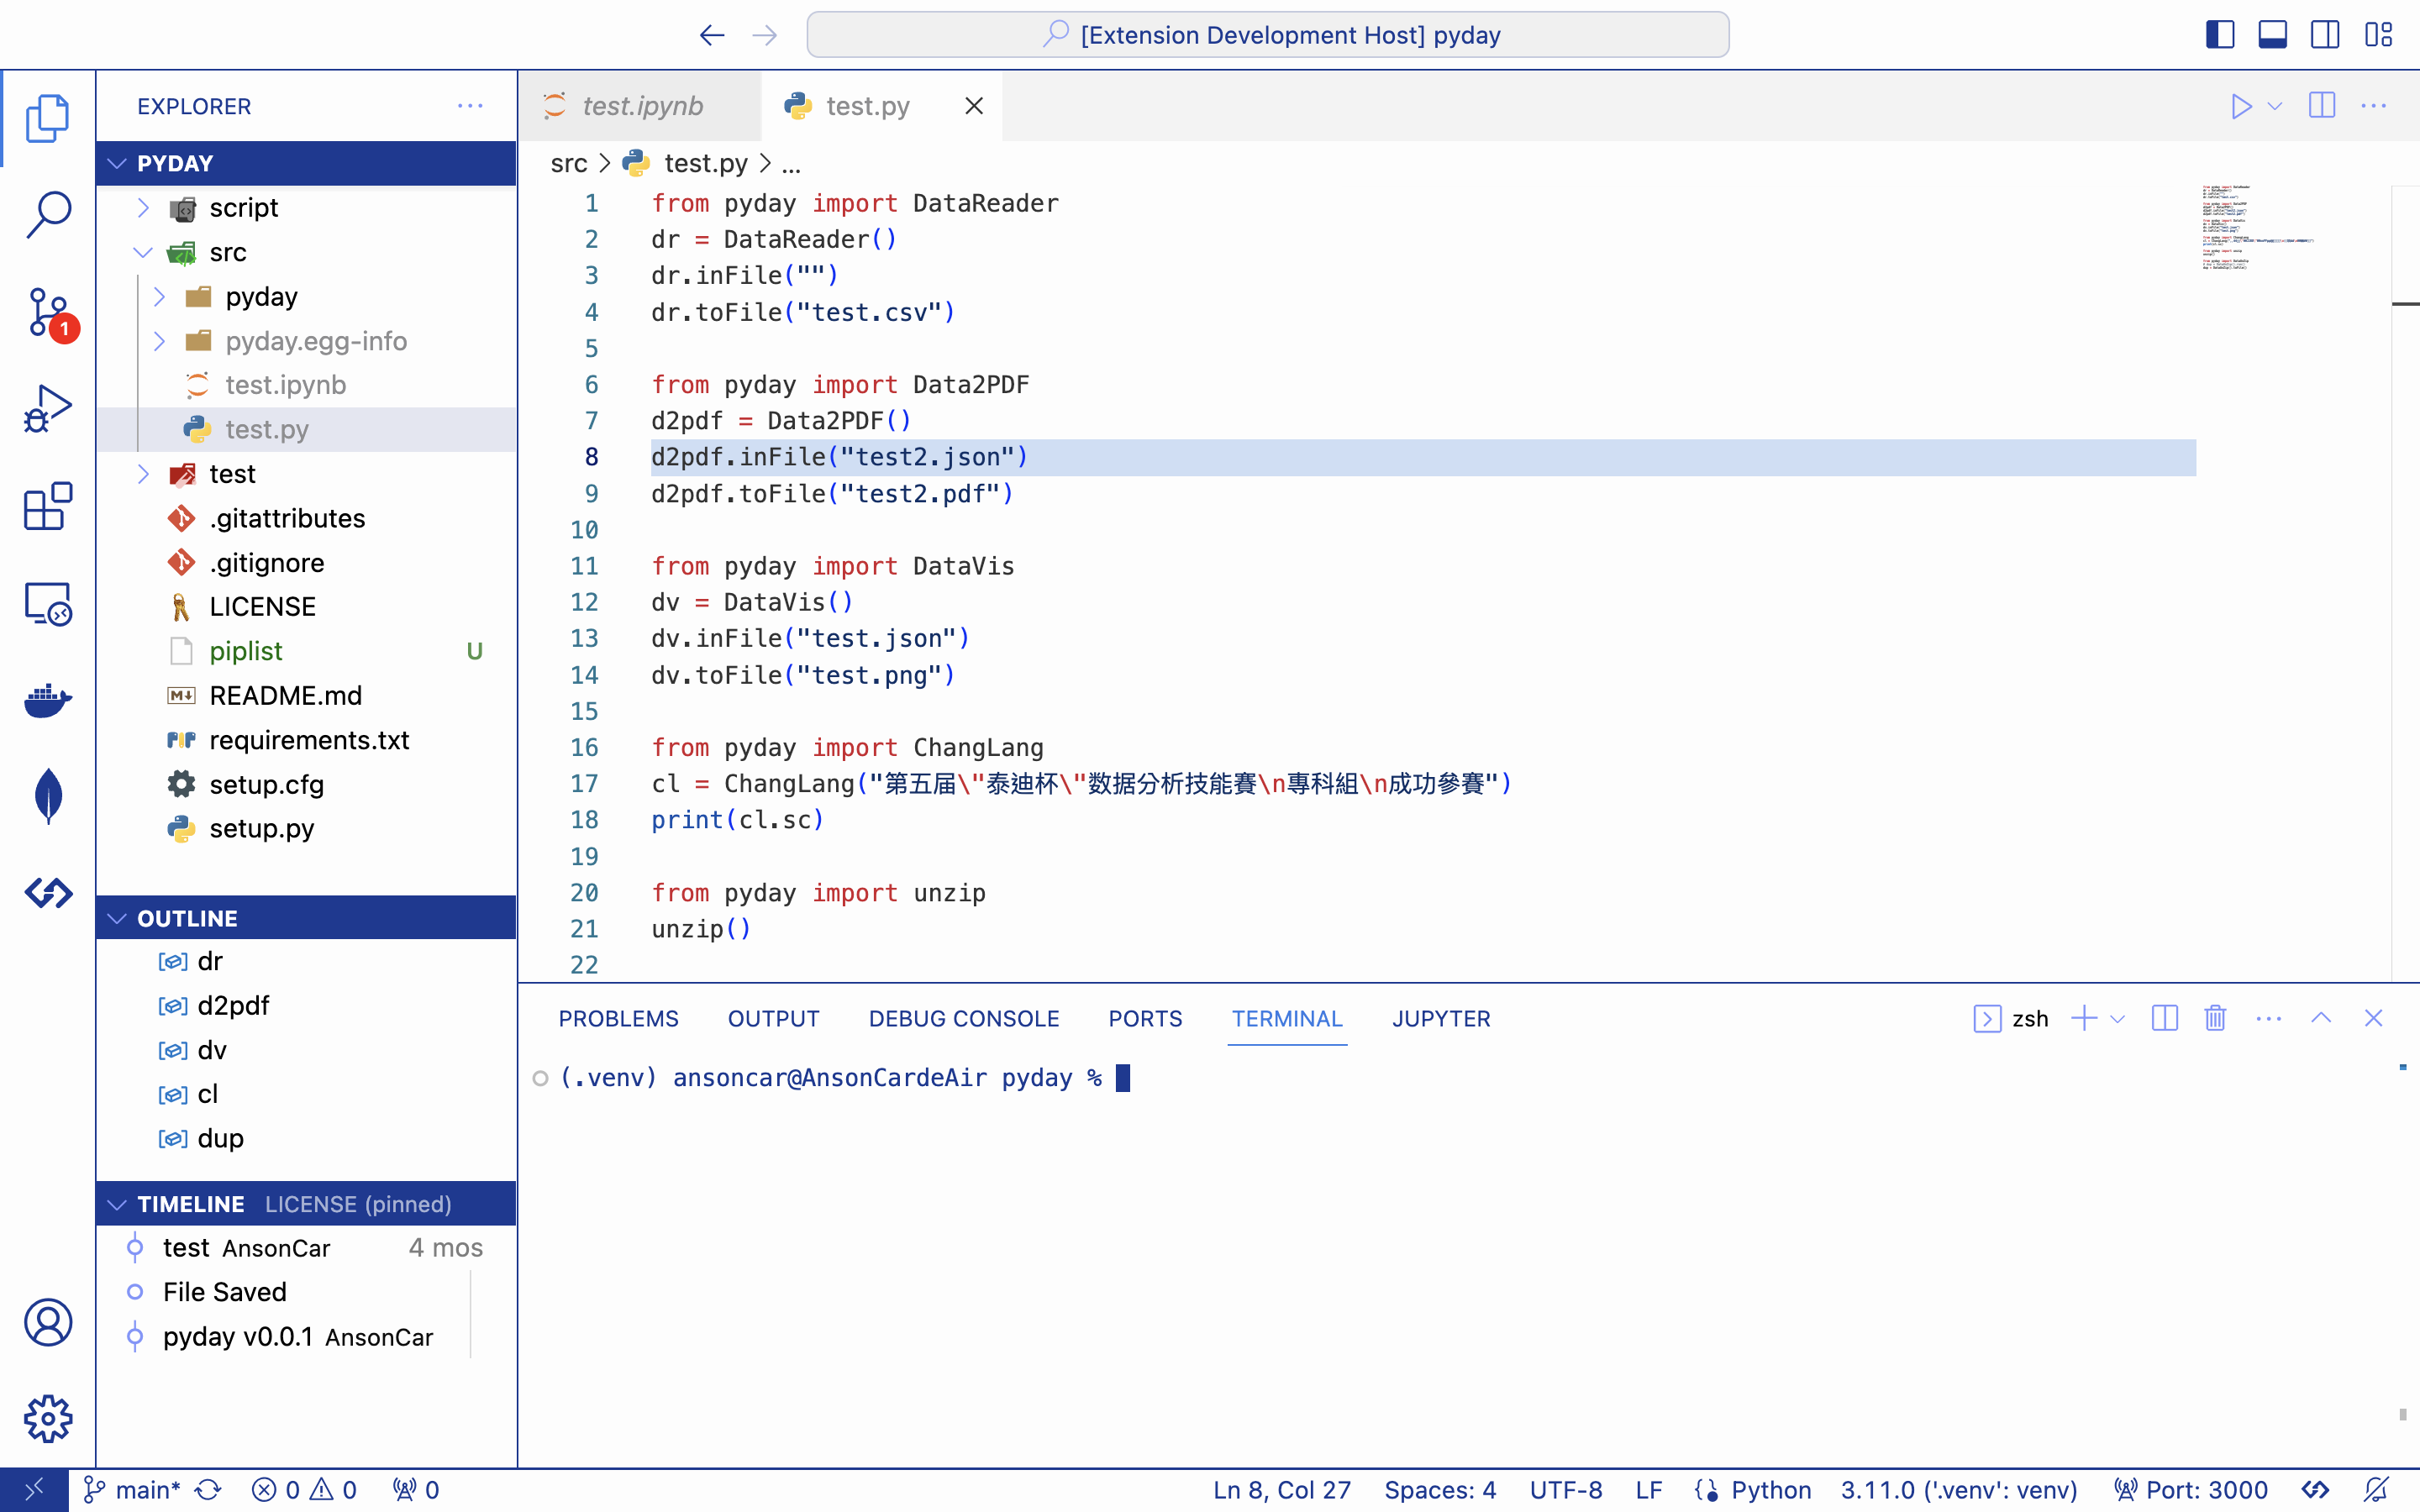 [Extension Development Host] pyday
EXPLORER
PYDAY
script
src
pyday
pyday.egg-info
test.ipynb
test.py
test
.gitattributes
.gitignore
LICENSE
piplist U
README.md
requirements.txt
setup.cfg
setup.py
OUTLINE
dr
d2pdf
dv
cl
dup
TIMELINE LICENSE (pinned)
test AnsonCar 4 mos
File Saved
pyday v0.0.1 AnsonCar
1
test.ipynb
test.py
src > test.py > ...
1 from pyday import DataReader
2 dr = DataReader()
3 dr.inFile("")
4 dr.toFile("test.csv")
5
6 from pyday import Data2PDF
7 d2pdf = Data2PDF()
8 d2pdf.inFile("test2.json")
9 d2pdf.toFile("test2.pdf")
10
11 from pyday import DataVis
12 dv = DataVis()
13 dv.inFile("test.json")
14 dv.toFile("test.png")
15
16 from pyday import ChangLang
17 cl = ChangLang("第五届\"泰迪杯\"数据分析技能賽\n專科組\n成功參賽")
18 print(cl.sc)
19
20 from pyday import unzip
21 unzip()
22
PROBLEMS OUTPUT DEBUG CONSOLE PORTS TERMINAL JUPYTER
zsh
(.venv) ansoncar@AnsonCardeAir pyday %
main* 0 0 0
Ln 8, Col 27 Spaces: 4 UTF-8 LF Python 3.11.0 ('.venv': venv) Port: 3000